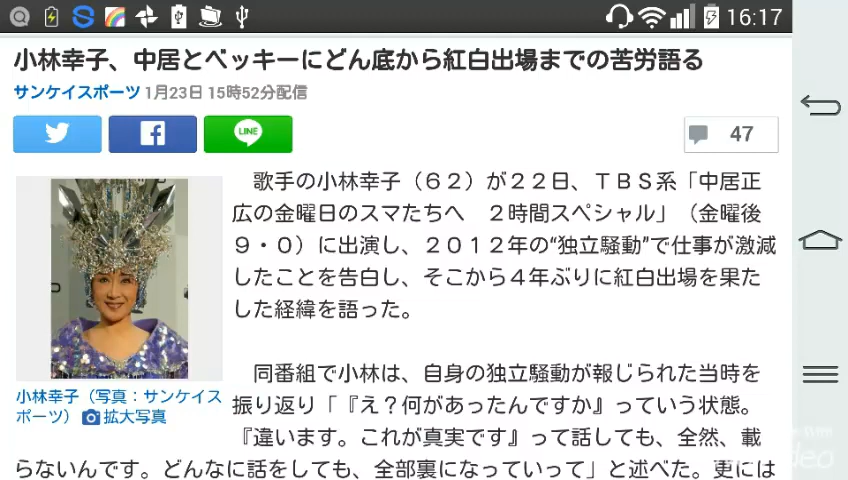 16:17
小林幸子、中居とベッキーにどん底から紅白出場までの苦労語る
サンケイスポーツ 1月23日 15時52分配信
LINE
47
歌手の小林幸子(62)が22日、TBS系「中居正
広の金曜日のスマたちへ 2時間スペシャル」(金曜後
9・0)に出演し、2012年の“独立騒動”で仕事が激減
したことを告白し、そこから4年ぶりに紅白出場を果た
した経緯を語った。
小林幸子(写真:サンケイス
ポーツ) 拡大写真
同番組で小林は、自身の独立騒動が報じられた当時を
振り返り「『え?何があったんですか』っていう状態。
『違います。これが真実です』って話しても、全然、載
らないんです。どんなに話をしても、全部裏になっていって」と述べた。更には